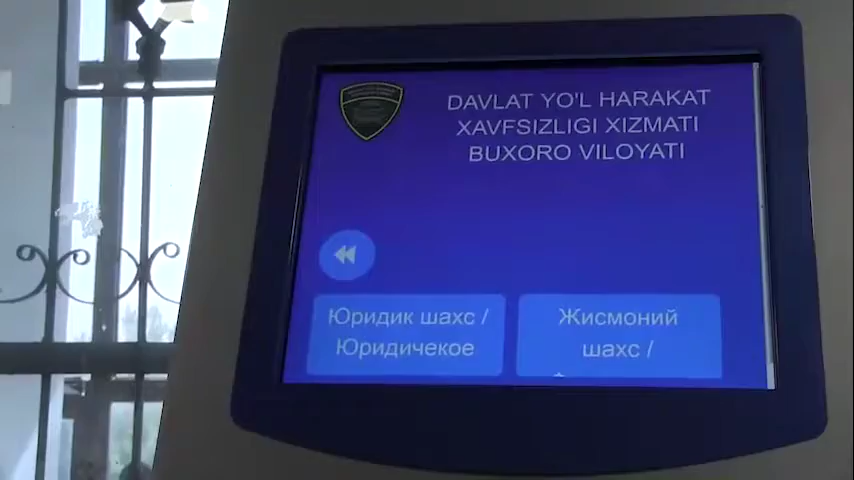 DAVLAT YO'L HARAKAT
XAVFSIZLIGI XIZMATI
BUXORO VILOYATI
Юридик шахс /
Юридичекое
Жисмоний
шахс /